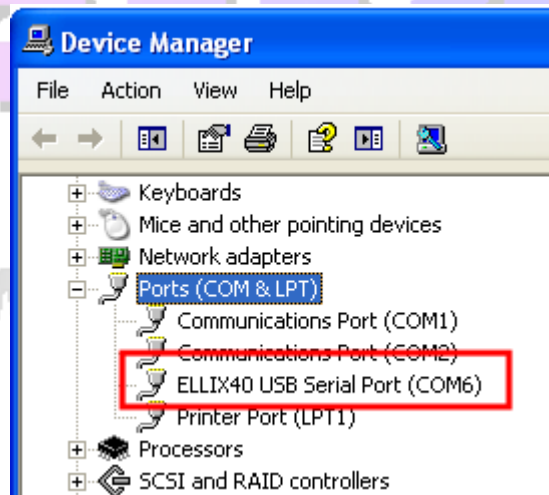 Device Manager
File Action View Help
Keyboards
Mice and other pointing devices
Network adapters
Ports (COM & LPT)
Communications Port (COM1)
Communications Port (COM2)
ELLIX40 USB Serial Port (COM6)
Printer Port (LPT1)
Processors
SCSI and RAID controllers